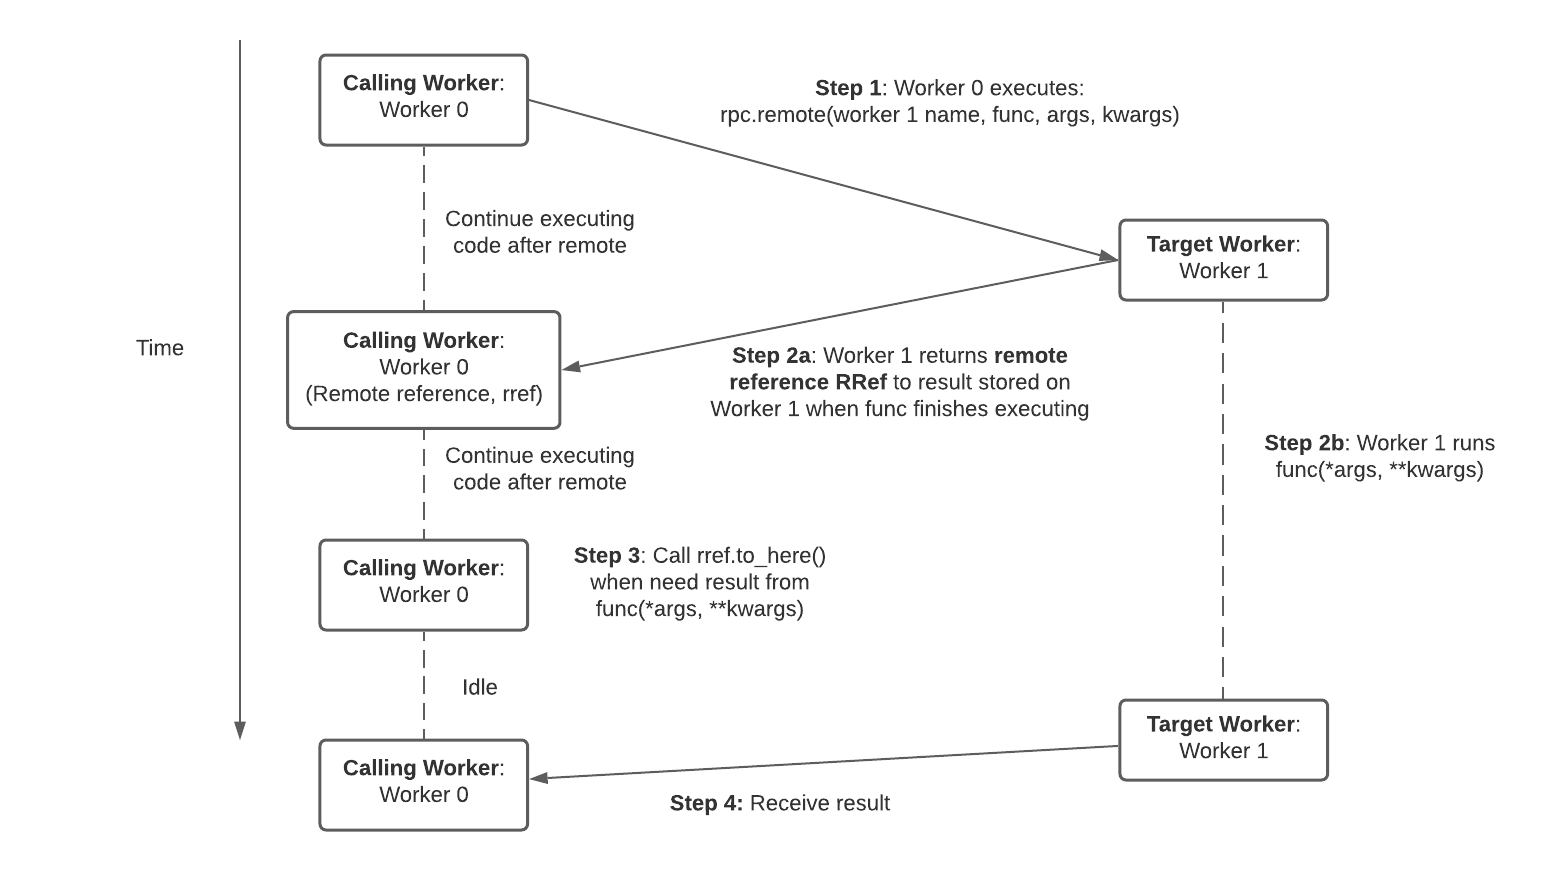 Calling Worker:
Worker 0
Step 1: Worker 0 executes:
rpc.remote(worker 1 name, func, args, kwargs)
Continue executing
code after remote
Target Worker:
Worker 1
Time
Calling Worker:
Worker 0
(Remote reference, rref)
Step 2a: Worker 1 returns remote
reference RRef to result stored on
Worker 1 when func finishes executing
Continue executing
code after remote
Step 2b: Worker 1 runs
func(*args, **kwargs)
Calling Worker:
Worker 0
Step 3: Call rref.to_here()
when need result from
func(*args, **kwargs)
Idle
Target Worker:
Worker 1
Calling Worker:
Worker 0
Step 4: Receive result